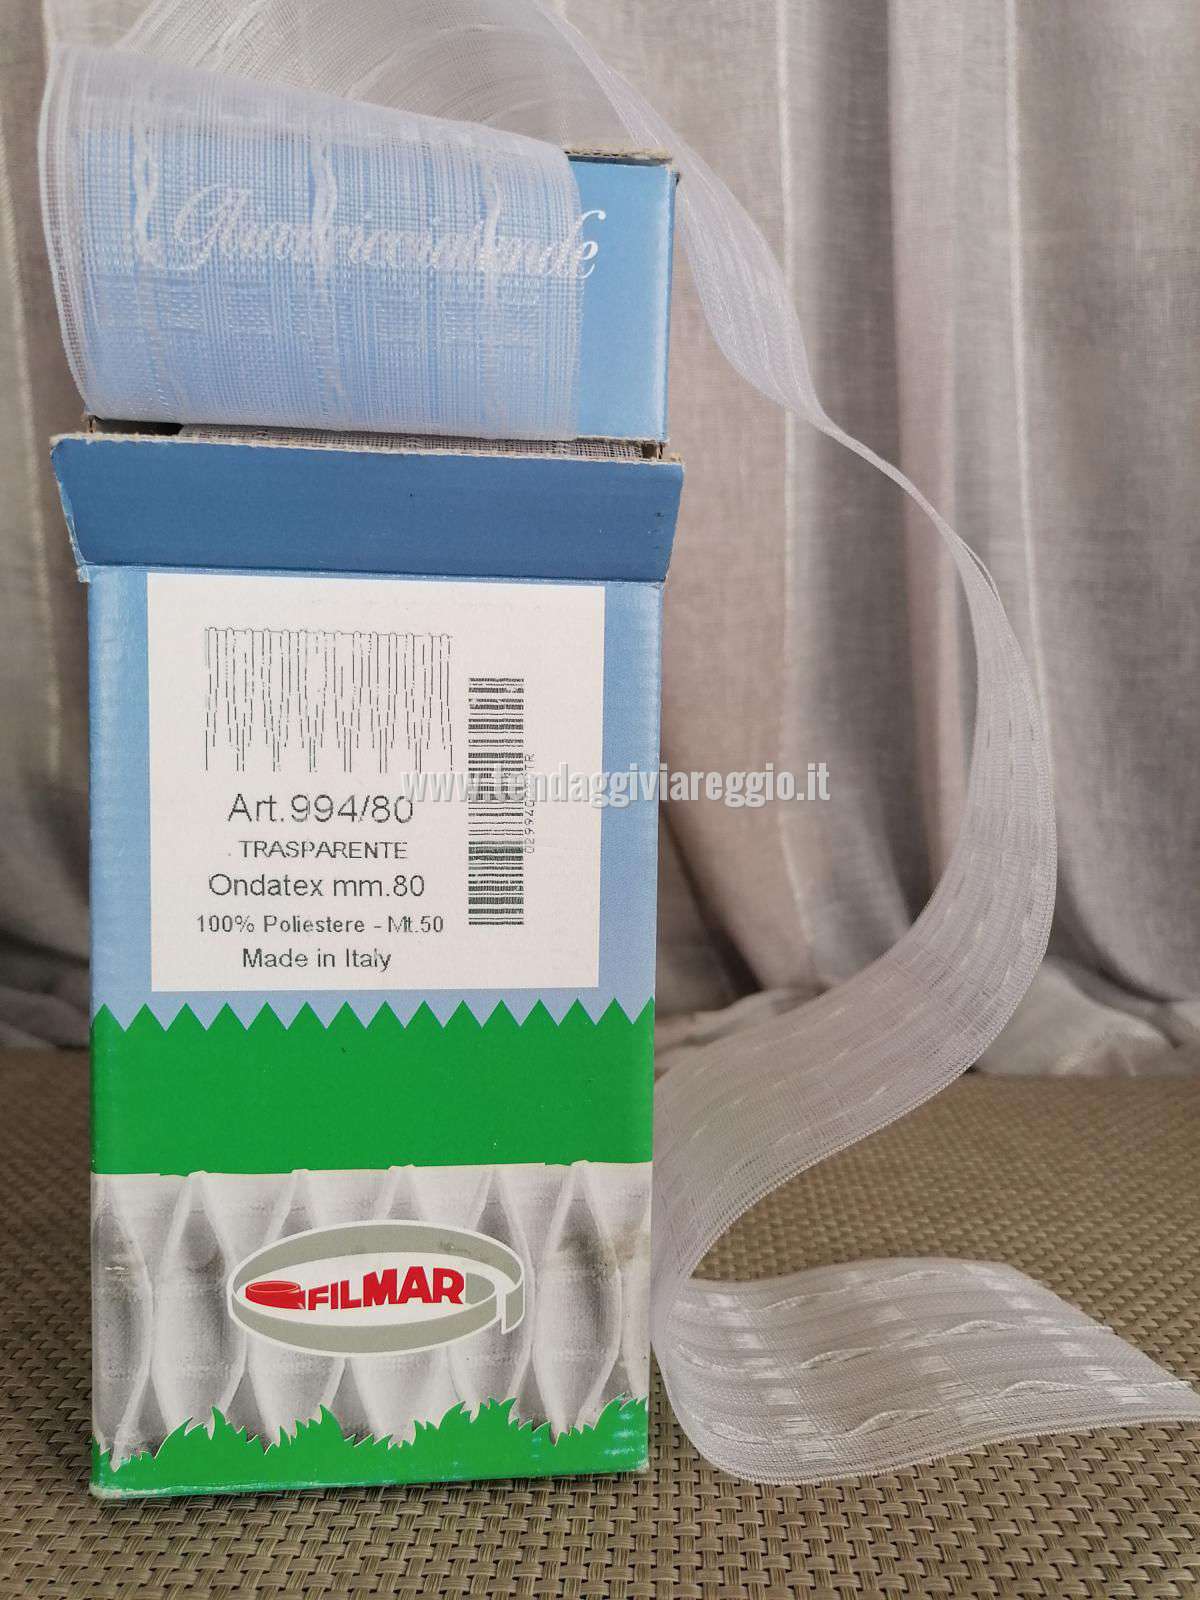 www.tendaggiviareggio.it
Art.994/80
TRASPARENTE
Ondatex mm.80
100% Poliestere - Mt.50
Made in Italy
FILMAR